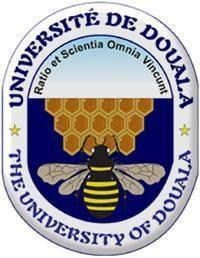 UNIVERSITÉ DE DOUALA
Ratio et Scientia Omnia Vincunt
THE UNIVERSITY OF DOUALA